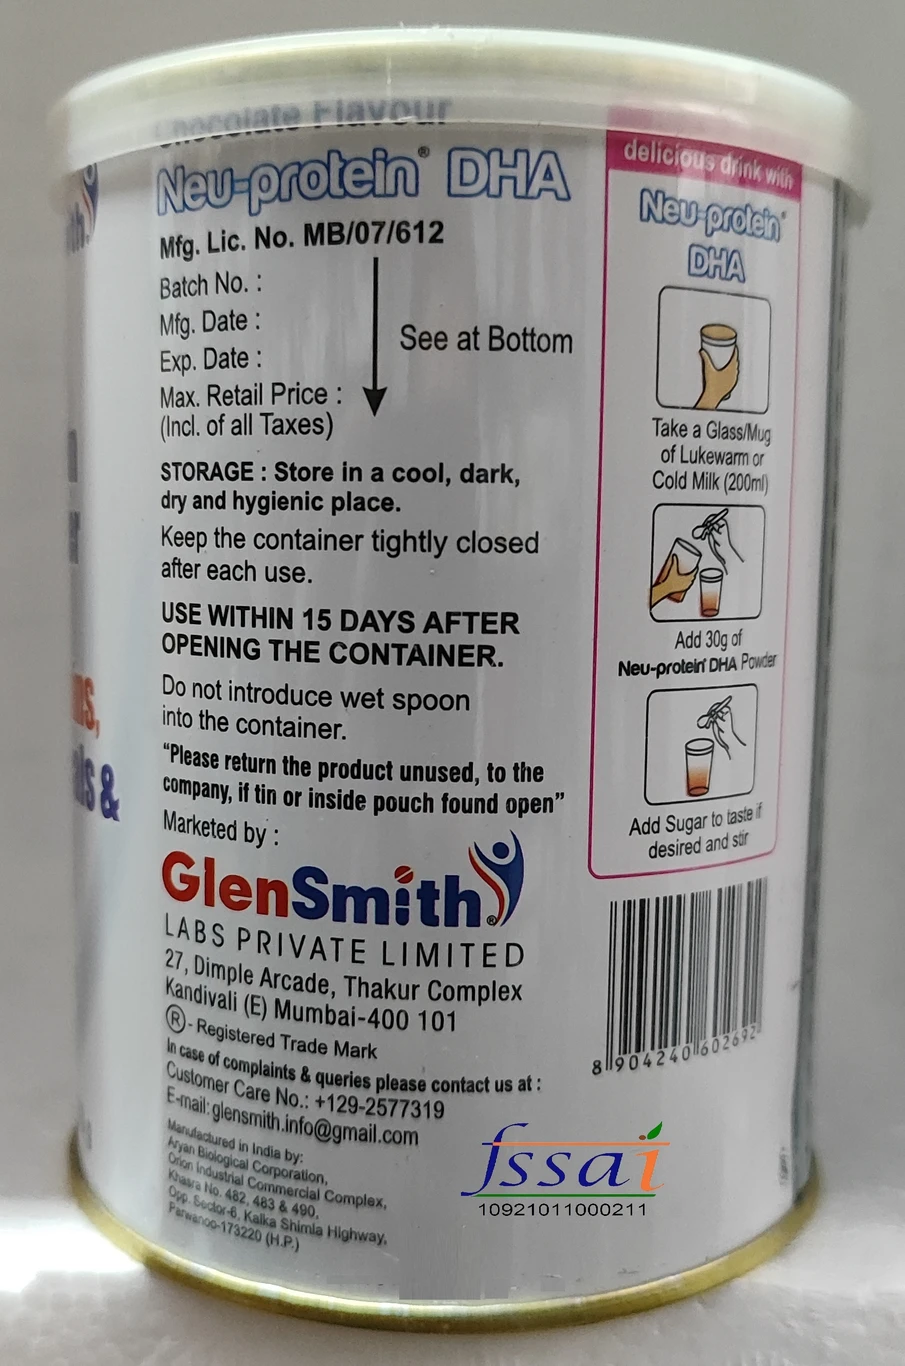 Chocolate Flavour
Neu-protein® DHA
Mfg. Lic. No. MB/07/612
Batch No. :
Mfg. Date :
Exp. Date :
Max. Retail Price :
(Incl. of all Taxes)
See at Bottom
STORAGE : Store in a cool, dark,
dry and hygienic place.
Keep the container tightly closed
after each use.
USE WITHIN 15 DAYS AFTER
OPENING THE CONTAINER.
Do not introduce wet spoon
into the container.
“Please return the product unused, to the
company, if tin or inside pouch found open”
Marketed by :
GlenSmith®
LABS PRIVATE LIMITED
27, Dimple Arcade, Thakur Complex
Kandivali (E) Mumbai-400 101
® - Registered Trade Mark
In case of complaints & queries please contact us at :
Customer Care No.: +129-2577319
E-mail: glensmith.info@gmail.com
Manufactured in India by:
Aryan Biological Corporation,
Orion Industrial Commercial Complex,
Khasra No. 482, 483 & 490,
Opp. Sector-6, Kalka Shimla Highway,
Parwanoo-173220 (H.P.)
fssai
10921011000211
delicious drink with
Neu-protein®
DHA
Take a Glass/Mug
of Lukewarm or
Cold Milk (200ml)
Add 30g of
Neu-protein® DHA Powder
Add Sugar to taste if
desired and stir
8 904240 602692